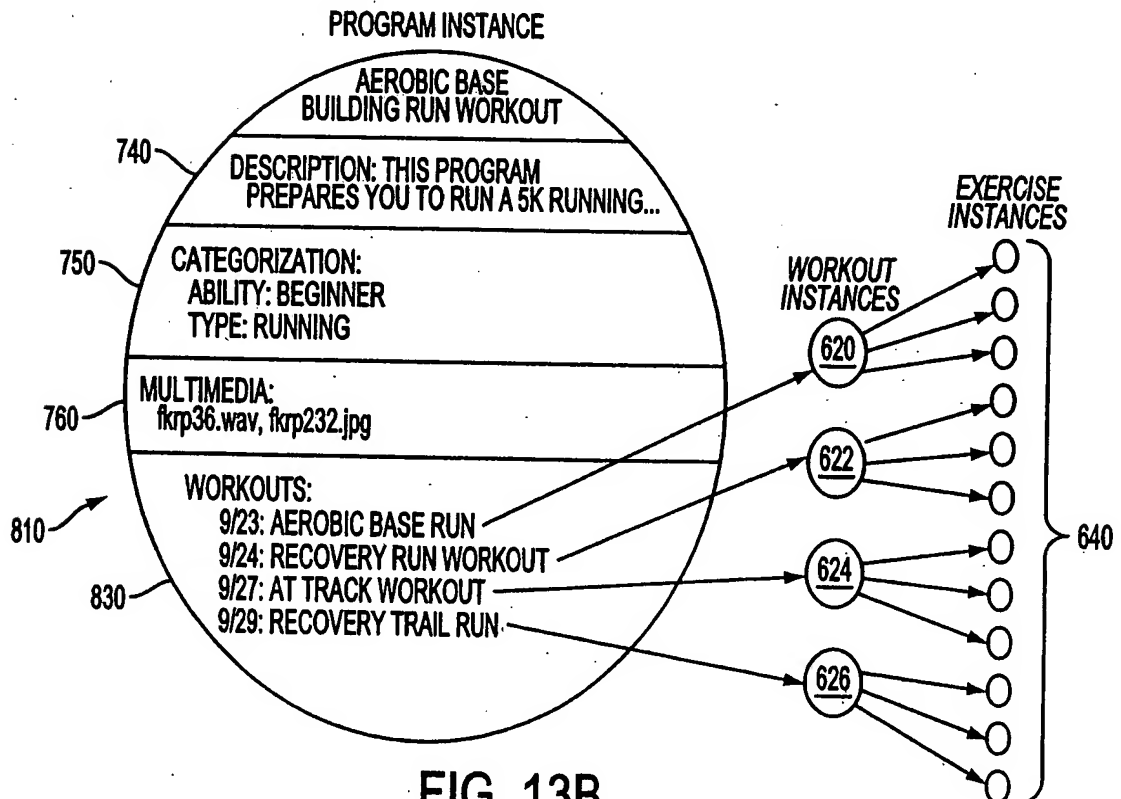 PROGRAM INSTANCE
AEROBIC BASE
BUILDING RUN WORKOUT
740
DESCRIPTION: THIS PROGRAM
PREPARES YOU TO RUN A 5K RUNNING...
750
CATEGORIZATION:
ABILITY: BEGINNER
TYPE: RUNNING
760
MULTIMEDIA:
fkrp36.wav, fkrp232.jpg
810
WORKOUTS:
9/23: AEROBIC BASE RUN
9/24: RECOVERY RUN WORKOUT
9/27: AT TRACK WORKOUT
9/29: RECOVERY TRAIL RUN
830
WORKOUT
INSTANCES
620
622
624
626
EXERCISE
INSTANCES
640
FIG. 13B